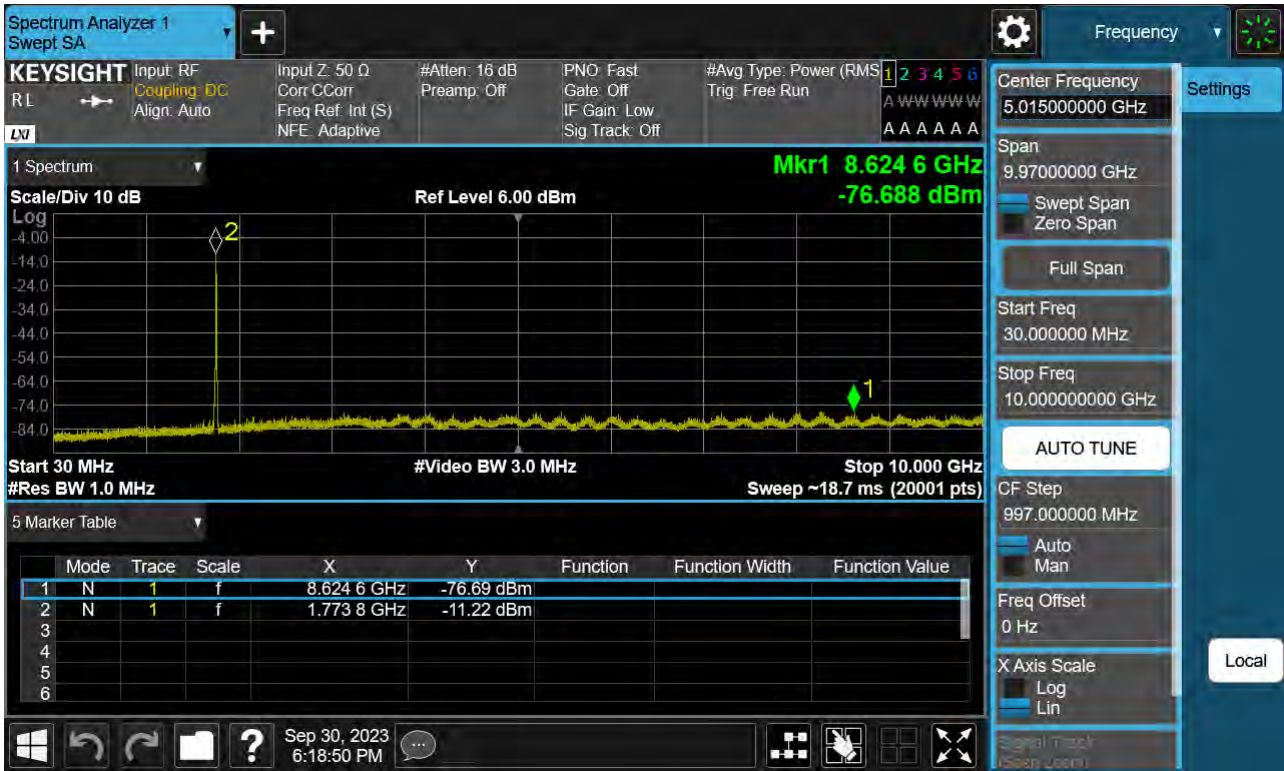 Spectrum Analyzer 1
Swept SA
+
Frequency
KEYSIGHT
RL
LXI
Input: RF
Coupling: DC
Align: Auto
Input Z: 50 Ω
Corr CCorr
Freq Ref: Int (S)
NFE: Adaptive
#Atten: 16 dB
Preamp: Off
PNO: Fast
Gate: Off
IF Gain: Low
Sig Track: Off
#Avg Type: Power (RMS
Trig: Free Run
1 2 3 4 5 6
A W W W W W
A A A A A A
1 Spectrum
Mkr1 8.624 6 GHz
-76.688 dBm
Scale/Div 10 dB
Ref Level 6.00 dBm
Log
-4.00
-14.0
-24.0
-34.0
-44.0
-54.0
-64.0
-74.0
-84.0
2
1
Start 30 MHz
#Video BW 3.0 MHz
Stop 10.000 GHz
#Res BW 1.0 MHz
Sweep ~18.7 ms (20001 pts)
5 Marker Table
Mode Trace Scale X Y Function Function Width Function Value
1 N 1 f 8.624 6 GHz -76.69 dBm
2 N 1 f 1.773 8 GHz -11.22 dBm
3
4
5
6
Center Frequency
5.015000000 GHz
Settings
Span
9.97000000 GHz
Swept Span
Zero Span
Full Span
Start Freq
30.000000 MHz
Stop Freq
10.000000000 GHz
AUTO TUNE
CF Step
997.000000 MHz
Auto
Man
Freq Offset
0 Hz
X Axis Scale
Log
Lin
Signal Track
(Span Zoom)
Local
?
Sep 30, 2023
6:18:50 PM